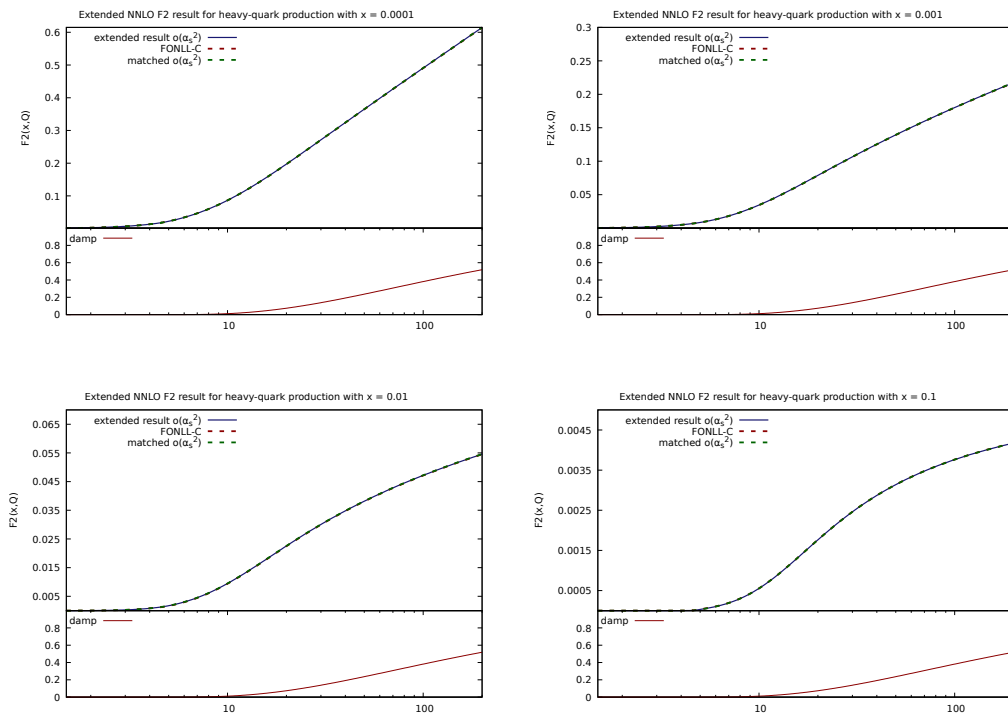 Extended NNLO F2 result for heavy-quark production with x = 0.0001
extended result o(αs²)
FONLL-C
matched o(αs²)
F2(x,Q)
0.6
0.5
0.4
0.3
0.2
0.1
damp
0.8
0.6
0.4
0.2
0
10
100
Extended NNLO F2 result for heavy-quark production with x = 0.001
extended result o(αs²)
FONLL-C
matched o(αs²)
F2(x,Q)
0.3
0.25
0.2
0.15
0.1
0.05
damp
0.8
0.6
0.4
0.2
0
10
100
Extended NNLO F2 result for heavy-quark production with x = 0.01
extended result o(αs²)
FONLL-C
matched o(αs²)
F2(x,Q)
0.065
0.055
0.045
0.035
0.025
0.015
0.005
damp
0.8
0.6
0.4
0.2
0
10
100
Extended NNLO F2 result for heavy-quark production with x = 0.1
extended result o(αs²)
FONLL-C
matched o(αs²)
F2(x,Q)
0.0045
0.0035
0.0025
0.0015
0.0005
damp
0.8
0.6
0.4
0.2
0
10
100